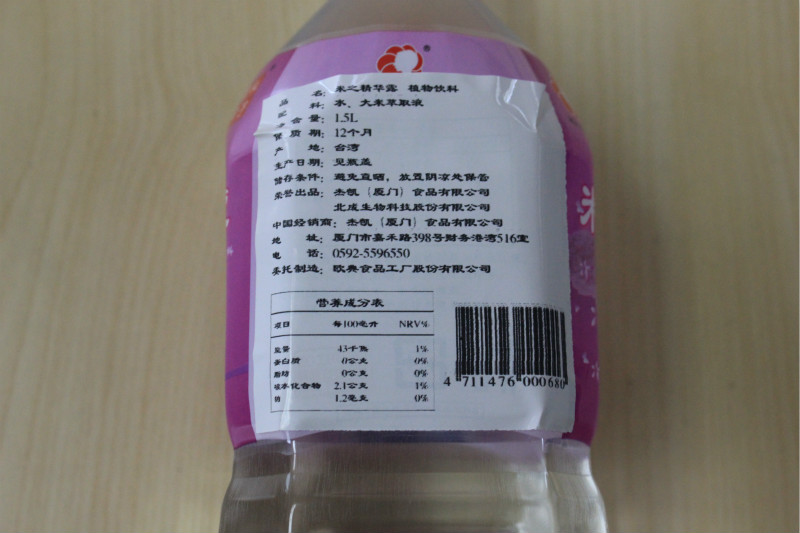 品 名: 米之精华露 植物饮料
配 料: 水、大米萃取液
净含量: 1.5L
保质期: 12个月
产 地: 台湾
生产日期: 见瓶盖
储存条件: 避免直晒，放置阴凉处保存
荣誉出品: 杰凯（厦门）食品有限公司
北成生物科技股份有限公司
中国经销商: 杰凯（厦门）食品有限公司
地 址: 厦门市嘉禾路398号财务港湾516室
电 话: 0592-5596550
委托制造: 欧典食品工厂股份有限公司
营养成分表
项目 每100毫升 NRV%
能量 43千焦 1%
蛋白质 0公克 0%
脂肪 0公克 0%
碳水化合物 2.1公克 1%
钠 1.2毫克 0%
4 711476 000680
®
米